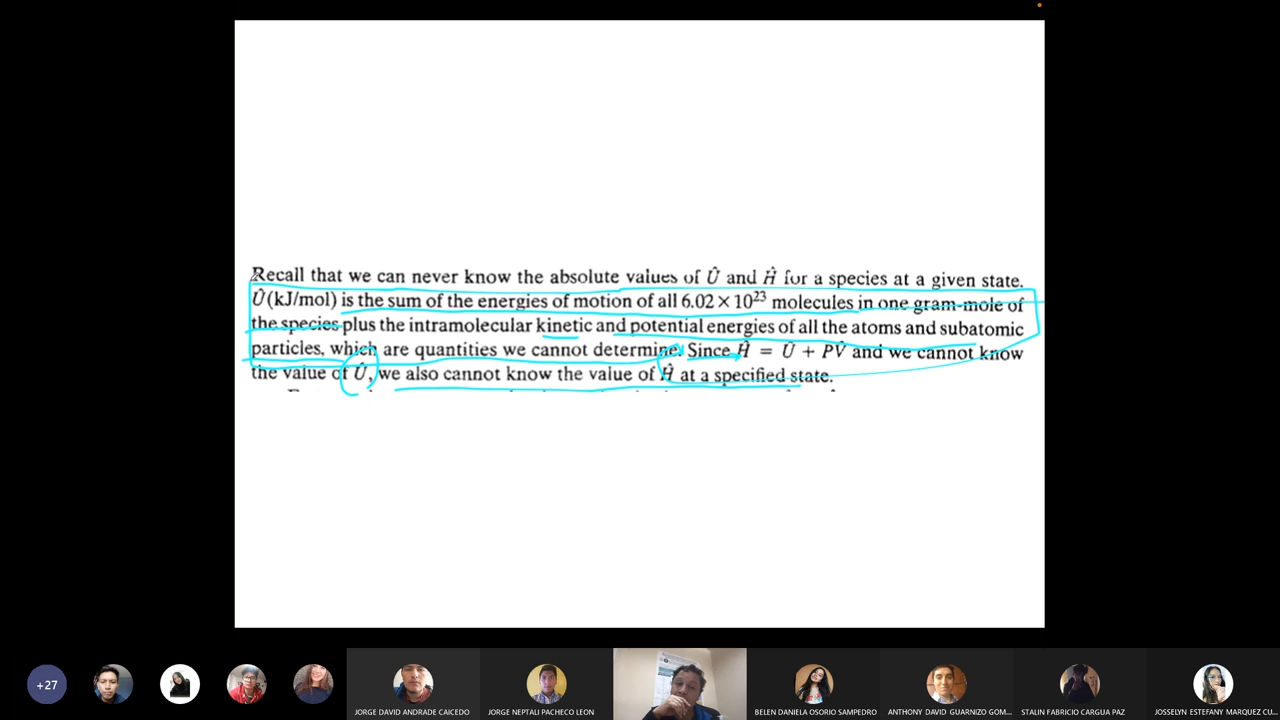 Recall that we can never know the absolute values of Û and Ĥ for a species at a given state.
Û(kJ/mol) is the sum of the energies of motion of all 6.02 × 10²³ molecules in one gram-mole of
the species plus the intramolecular kinetic and potential energies of all the atoms and subatomic
particles, which are quantities we cannot determine. Since Ĥ = Û + PV̂ and we cannot know
the value of Û, we also cannot know the value of Ĥ at a specified state.
+27
JORGE DAVID ANDRADE CAICEDO
JORGE NEPTALI PACHECO LEON
BELEN DANIELA OSORIO SAMPEDRO
ANTHONY DAVID GUARNIZO GOM...
STALIN FABRICIO CARGUA PAZ
JOSSELYN ESTEFANY MARQUEZ CU...